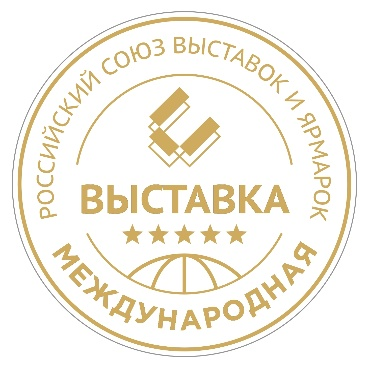 РОССИЙСКИЙ СОЮЗ ВЫСТАВОК И ЯРМАРОК
ВЫСТАВКА
МЕЖДУНАРОДНАЯ